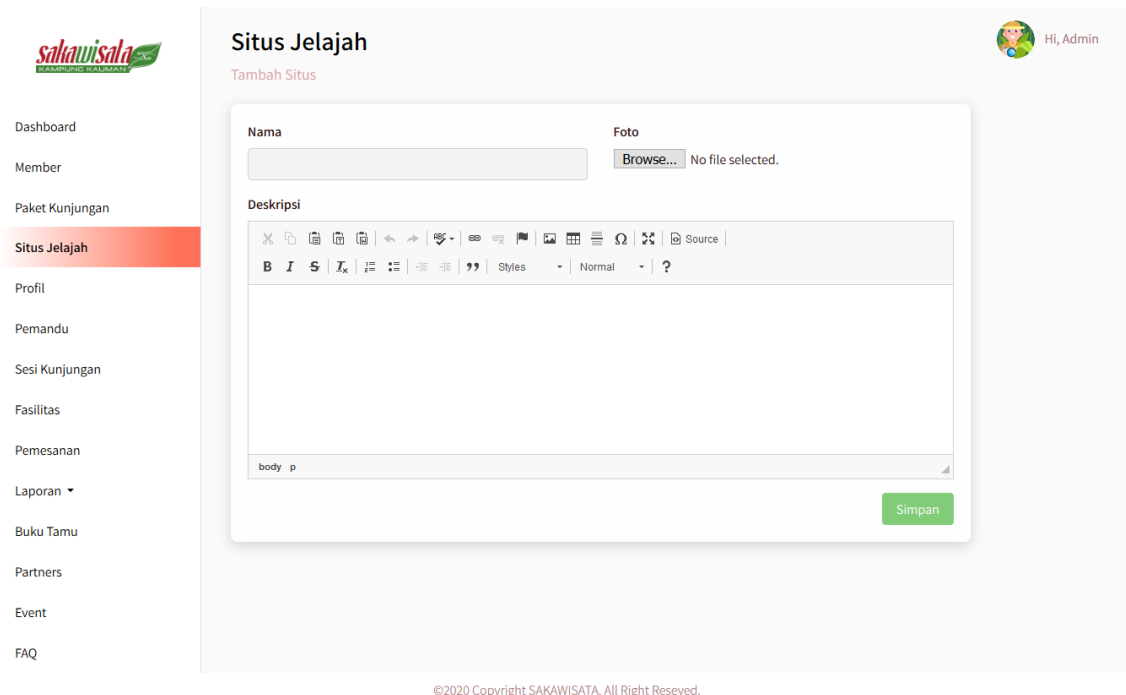 sakawisata
KAMPUNG KAUMAN
Situs Jelajah
Hi, Admin
Tambah Situs
Dashboard
Member
Paket Kunjungan
Situs Jelajah
Profil
Pemandu
Sesi Kunjungan
Fasilitas
Pemesanan
Laporan
Buku Tamu
Partners
Event
FAQ
Nama
Foto
Browse... No file selected.
Deskripsi
ABC Ω Source
B I S Ix Styles Normal ?
body p
Simpan
©2020 Copyright SAKAWISATA. All Right Reseved.